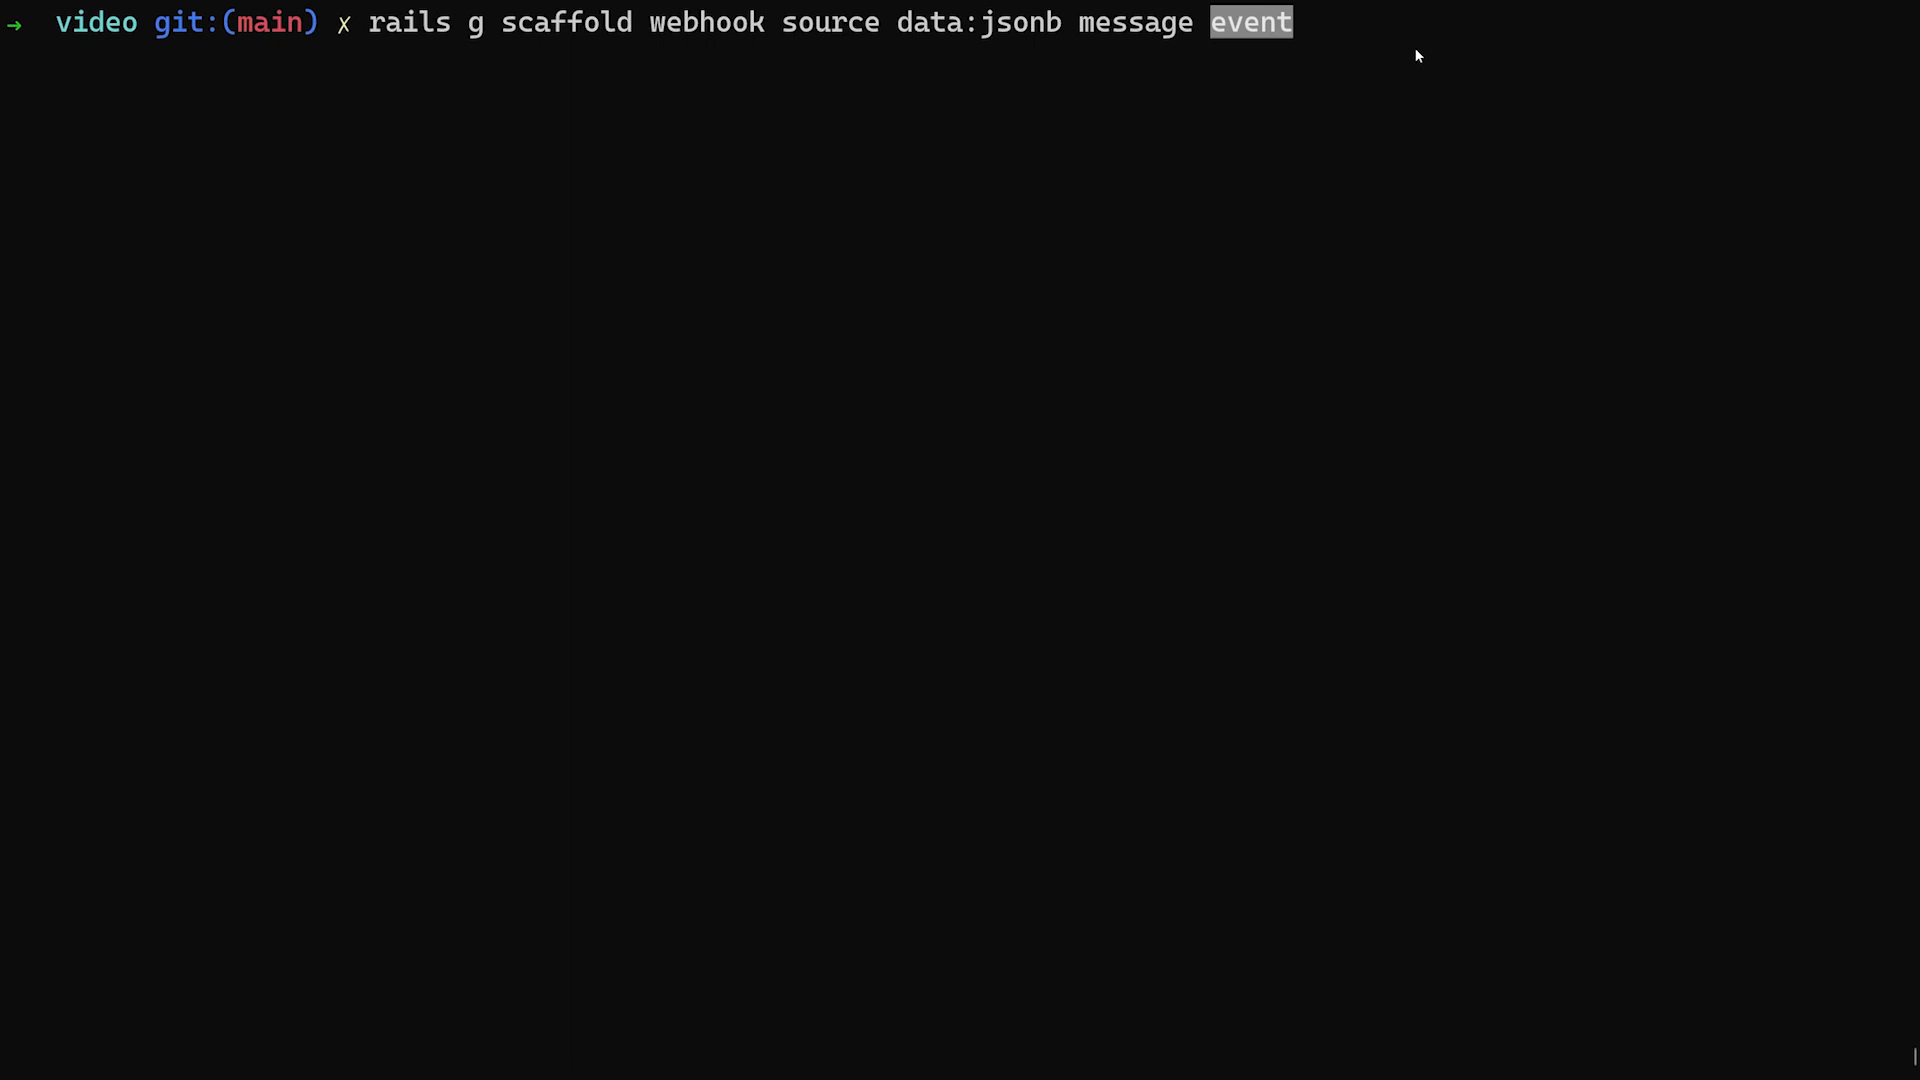 → video git:(main) ✗ rails g scaffold webhook source data:jsonb message event